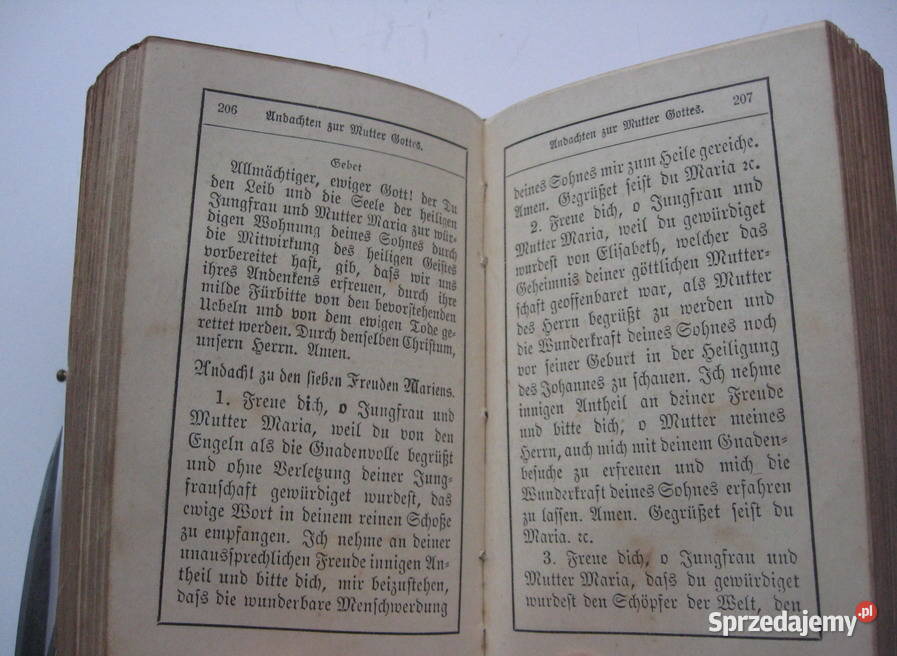 206
Andachten zur Mutter Gottes.
Gebet
Allmächtiger, ewiger Gott! der Du
den Leib und die Seele der heiligen
Jungfrau und Mutter Maria zur wür-
digen Wohnung deines Sohnes durch
die Mitwirkung des heiligen Geistes
vorbereitet hast, gib, dass wir uns
ihres Andenkens erfreuen, durch ihre
milde Fürbitte von den bevorstehenden
Uebeln und von dem ewigen Tode ge-
rettet werden. Durch denselben Christum,
unsern Herrn. Amen.
Andacht zu den sieben Freuden Mariens.
1. Freue dich, o Jungfrau und
Mutter Maria, weil du von den
Engeln als die Gnadenvolle begrüßt
und ohne Verletzung deiner Jung-
frauschaft gewürdiget wurdest, das
ewige Wort in deinem reinen Schoße
zu empfangen. Ich nehme an deiner
unaussprechlichen Freude innigen An-
theil und bitte dich, mir beizustehen,
dass die wunderbare Menschwerdung
Andachten zur Mutter Gottes.
207
deines Sohnes mir zum Heile gereiche.
Amen. Gegrüßet seist du Maria ꝛc.
2. Freue dich, o Jungfrau und
Mutter Maria, weil du gewürdiget
wurdest von Elisabeth, welcher das
Geheimnis deiner göttlichen Mutter-
schaft geoffenbaret war, als Mutter
des Herrn begrüßt zu werden und
die Wunderkraft deines Sohnes noch
vor seiner Geburt in der Heiligung
des Johannes zu schauen. Ich nehme
innigen Antheil an deiner Freude
und bitte dich, o Mutter meines
Herrn, auch mich mit deinem Gnaden-
besuche zu erfreuen und mich die
Wunderkraft deines Sohnes erfahren
zu lassen. Amen. Gegrüßet seist du
Maria. ꝛc.
3. Freue dich, o Jungfrau und
Mutter Maria, dass du gewürdiget
wurdest den Schöpfer der Welt, den
Sprzedajemy.pl